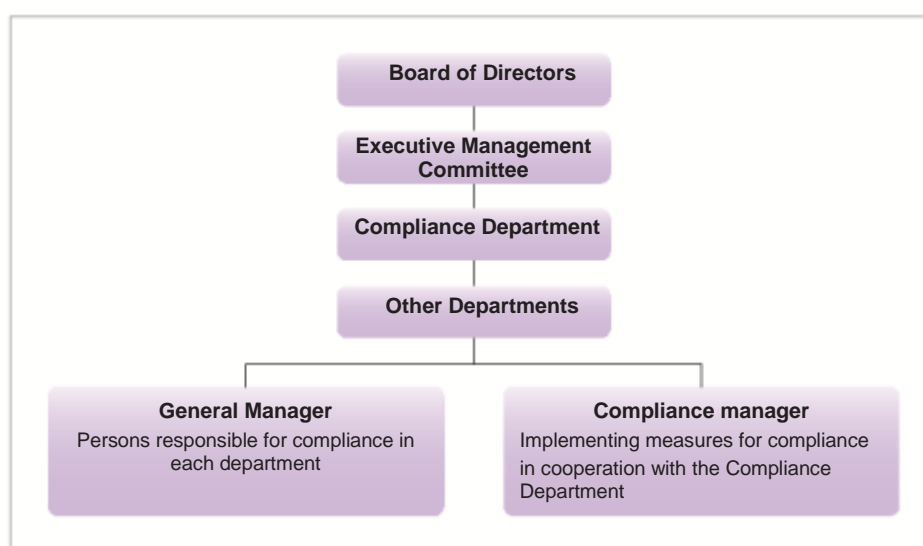 Board of Directors
Executive Management
Committee
Compliance Department
Other Departments
General Manager
Persons responsible for compliance in
each department
Compliance manager
Implementing measures for compliance
in cooperation with the Compliance
Department